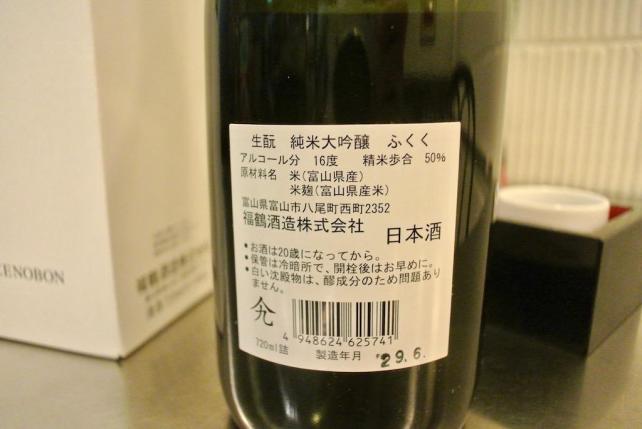 生酛 純米大吟醸 ふくく
アルコール分 16度 精米歩合 50%
原材料名 米(富山県産)
米麹(富山県産米)
富山県富山市八尾町西町2352
福鶴酒造株式会社
日本酒
•お酒は20歳になってから。
•保管は冷暗所で、開栓後はお早めに。
•白い沈殿物は、醪成分のため問題あり
ません。
4 948624 625741
720ml詰 製造年月 29.6.
ENOBON